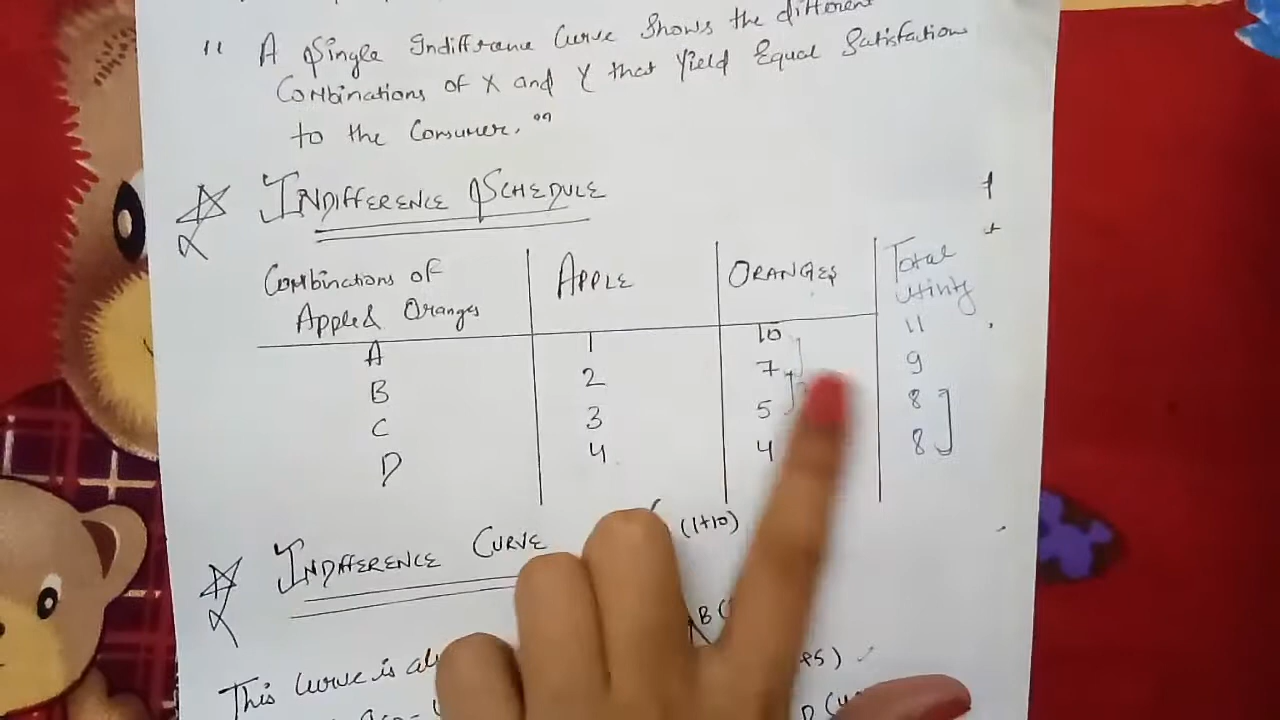 " A Single Indiffrene Curve Shows the different
Combinations of X and Y that Yield Equal Satisfaction
to the Consumer. "
INDIFFERENCE SCHEDULE
Combinations of Apple & Oranges | APPLE | ORANGES | Total Utility
A 1 10 11
B 2 7 9
C 3 5 8
D 4 4 8
INDIFFERENCE CURVE
(1+10)
B (
This Curve is al